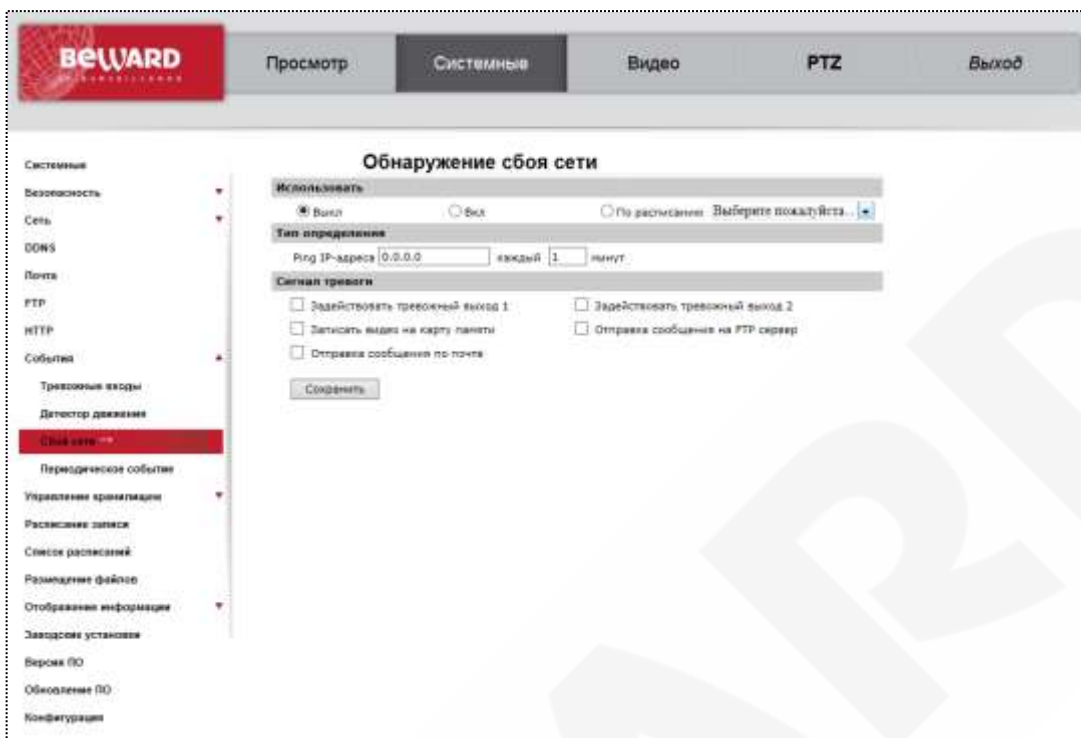 BEWARD
Просмотр Системные Видео PTZ Выход
Обнаружение сбоя сети
Использовать
Выкл Вкл По расписанию Выберите пожалуйста...
Тип определения
Ping IP-адреса 0.0.0.0 каждый 1 минут
Сигнал тревоги
Задействовать тревожный выход 1 Задействовать тревожный выход 2
Записать видео на карту памяти Отправка сообщения на FTP сервер
Отправка сообщения по почте
Сохранить
Системные
Безопасность
Сеть
DDNS
Почта
FTP
HTTP
События
Тревожные входы
Детектор движения
Сбой сети
Периодическое событие
Управление хранилищем
Расписание записи
Список расписаний
Размещение файлов
Отображение информации
Заводские установки
Версия ПО
Обновление ПО
Конфигурация